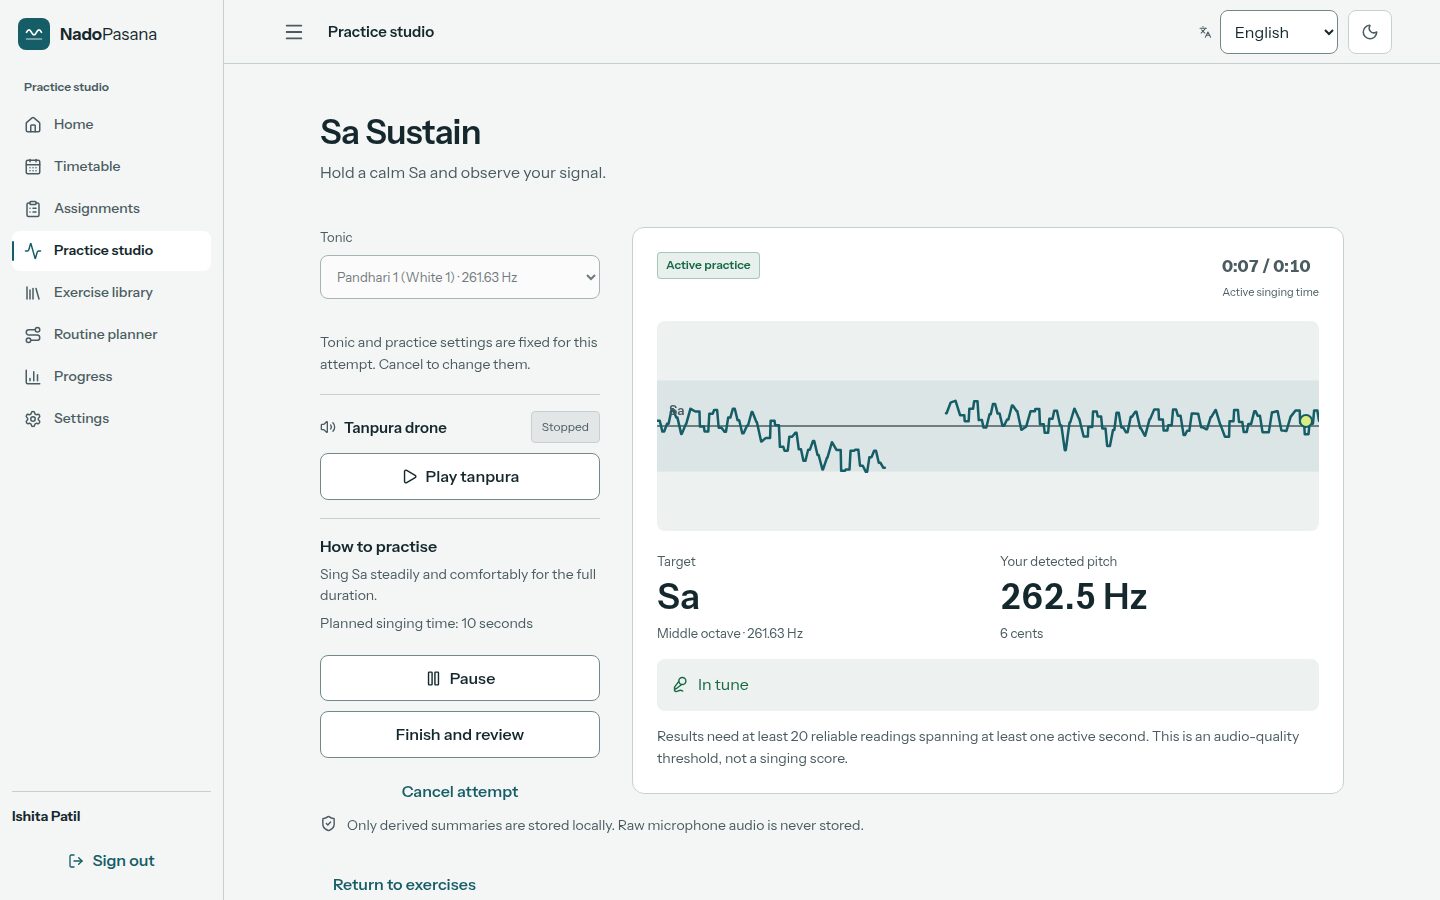 NadoPasana
Practice studio
Home
Timetable
Assignments
Practice studio
Exercise library
Routine planner
Progress
Settings
Ishita Patil
Sign out
Practice studio
English
Sa Sustain
Hold a calm Sa and observe your signal.
Tonic
Pandhari 1 (White 1) · 261.63 Hz
Tonic and practice settings are fixed for this
attempt. Cancel to change them.
Tanpura drone
Stopped
Play tanpura
How to practise
Sing Sa steadily and comfortably for the full
duration.
Planned singing time: 10 seconds
Pause
Finish and review
Cancel attempt
Active practice
0:07 / 0:10
Active singing time
Sa
Target
Sa
Middle octave · 261.63 Hz
Your detected pitch
262.5 Hz
6 cents
In tune
Results need at least 20 reliable readings spanning at least one active second. This is an audio-quality
threshold, not a singing score.
Only derived summaries are stored locally. Raw microphone audio is never stored.
Return to exercises